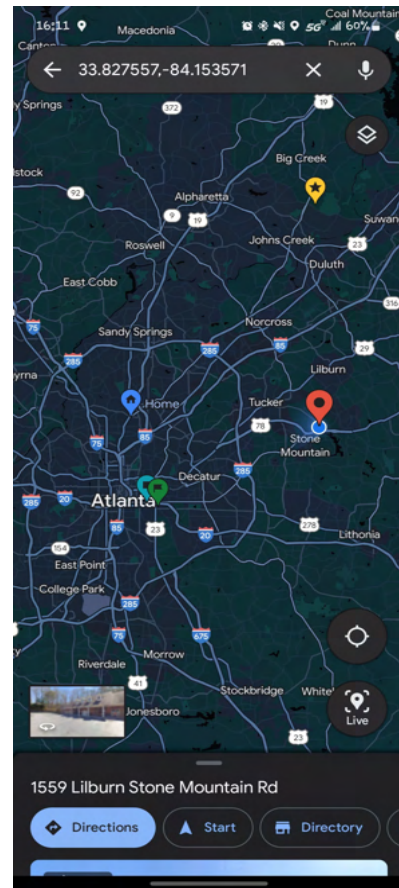 Coal Mountain
16:11
5G
60%
Macedonia
Canton
33.827557,-84.153571
y Springs
372
19
Big Creek
stock
92
Alpharetta
9
19
Suwan
Roswell
Johns Creek
23
Duluth
East Cobb
316
75
Sandy Springs
285
Norcross
85
29
285
Lilburn
yrna
Home
Tucker
78
75
85
Stone
Mountain
Decatur
285
Atlanta
285
20
23
278
85
20
Lithonia
154
East Point
College Park
285
75
675
Morrow
Riverdale
41
Stockbridge
White
Live
Jonesboro
23
1559 Lilburn Stone Mountain Rd
Directions
Start
Directory